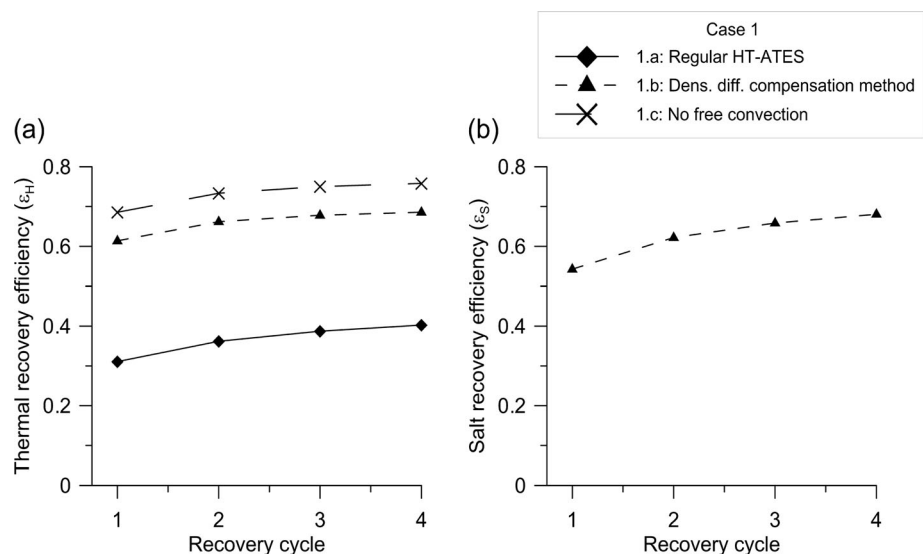 Case 1
1.a: Regular HT-ATES
1.b: Dens. diff. compensation method
1.c: No free convection
(a)
Thermal recovery efficiency (εH)
0.8
0.6
0.4
0.2
0
1 2 3 4
Recovery cycle
(b)
Salt recovery efficiency (εS)
0.8
0.6
0.4
0.2
0
1 2 3 4
Recovery cycle